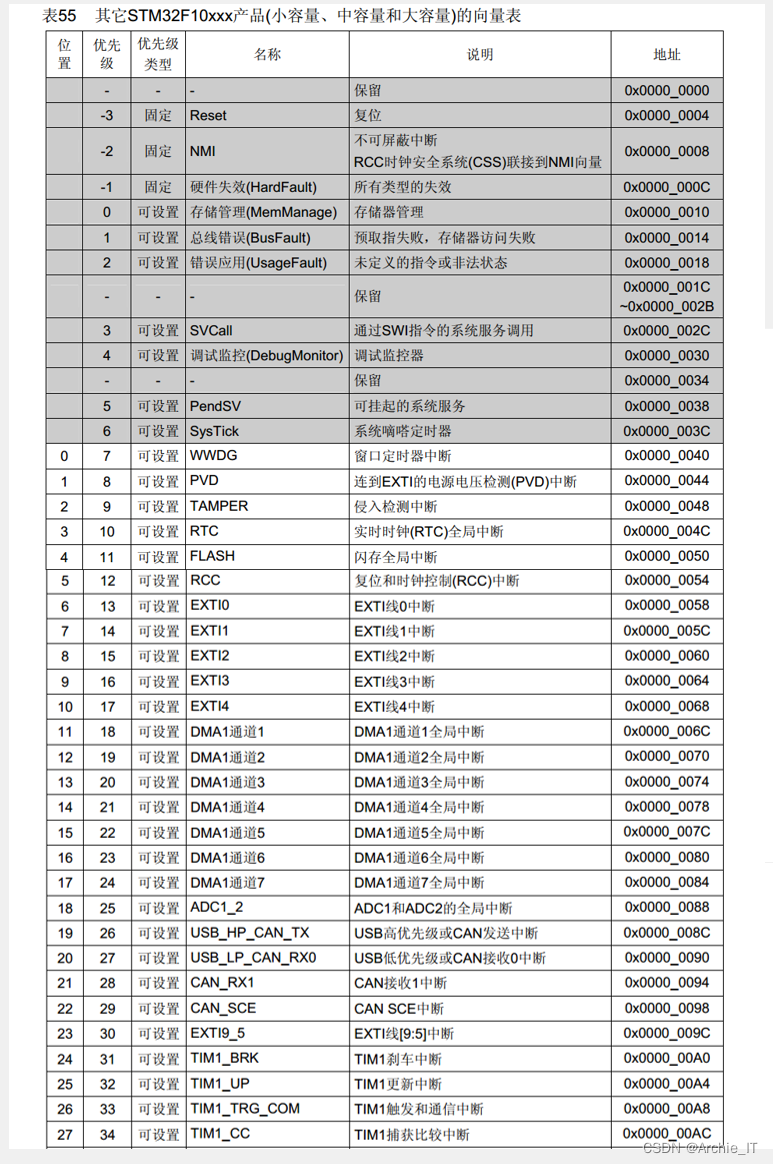 表55 其它STM32F10xxx产品(小容量、中容量和大容量)的向量表
位置 优先级 优先级类型 名称 说明 地址
- - - 保留 0x0000_0000
-3 固定 Reset 复位 0x0000_0004
-2 固定 NMI 不可屏蔽中断 RCC时钟安全系统(CSS)联接到NMI向量 0x0000_0008
-1 固定 硬件失效(HardFault) 所有类型的失效 0x0000_000C
0 可设置 存储管理(MemManage) 存储器管理 0x0000_0010
1 可设置 总线错误(BusFault) 预取指失败，存储器访问失败 0x0000_0014
2 可设置 错误应用(UsageFault) 未定义的指令或非法状态 0x0000_0018
- - - 保留 0x0000_001C ~0x0000_002B
3 可设置 SVCall 通过SWI指令的系统服务调用 0x0000_002C
4 可设置 调试监控(DebugMonitor) 调试监控器 0x0000_0030
- - - 保留 0x0000_0034
5 可设置 PendSV 可挂起的系统服务 0x0000_0038
6 可设置 SysTick 系统嘀嗒定时器 0x0000_003C
0 7 可设置 WWDG 窗口定时器中断 0x0000_0040
1 8 可设置 PVD 连到EXTI的电源电压检测(PVD)中断 0x0000_0044
2 9 可设置 TAMPER 侵入检测中断 0x0000_0048
3 10 可设置 RTC 实时时钟(RTC)全局中断 0x0000_004C
4 11 可设置 FLASH 闪存全局中断 0x0000_0050
5 12 可设置 RCC 复位和时钟控制(RCC)中断 0x0000_0054
6 13 可设置 EXTI0 EXTI线0中断 0x0000_0058
7 14 可设置 EXTI1 EXTI线1中断 0x0000_005C
8 15 可设置 EXTI2 EXTI线2中断 0x0000_0060
9 16 可设置 EXTI3 EXTI线3中断 0x0000_0064
10 17 可设置 EXTI4 EXTI线4中断 0x0000_0068
11 18 可设置 DMA1通道1 DMA1通道1全局中断 0x0000_006C
12 19 可设置 DMA1通道2 DMA1通道2全局中断 0x0000_0070
13 20 可设置 DMA1通道3 DMA1通道3全局中断 0x0000_0074
14 21 可设置 DMA1通道4 DMA1通道4全局中断 0x0000_0078
15 22 可设置 DMA1通道5 DMA1通道5全局中断 0x0000_007C
16 23 可设置 DMA1通道6 DMA1通道6全局中断 0x0000_0080
17 24 可设置 DMA1通道7 DMA1通道7全局中断 0x0000_0084
18 25 可设置 ADC1_2 ADC1和ADC2的全局中断 0x0000_0088
19 26 可设置 USB_HP_CAN_TX USB高优先级或CAN发送中断 0x0000_008C
20 27 可设置 USB_LP_CAN_RX0 USB低优先级或CAN接收0中断 0x0000_0090
21 28 可设置 CAN_RX1 CAN接收1中断 0x0000_0094
22 29 可设置 CAN_SCE CAN SCE中断 0x0000_0098
23 30 可设置 EXTI9_5 EXTI线[9:5]中断 0x0000_009C
24 31 可设置 TIM1_BRK TIM1刹车中断 0x0000_00A0
25 32 可设置 TIM1_UP TIM1更新中断 0x0000_00A4
26 33 可设置 TIM1_TRG_COM TIM1触发和通信中断 0x0000_00A8
27 34 可设置 TIM1_CC TIM1捕获比较中断 0x0000_00AC
CSDN @Archie_IT